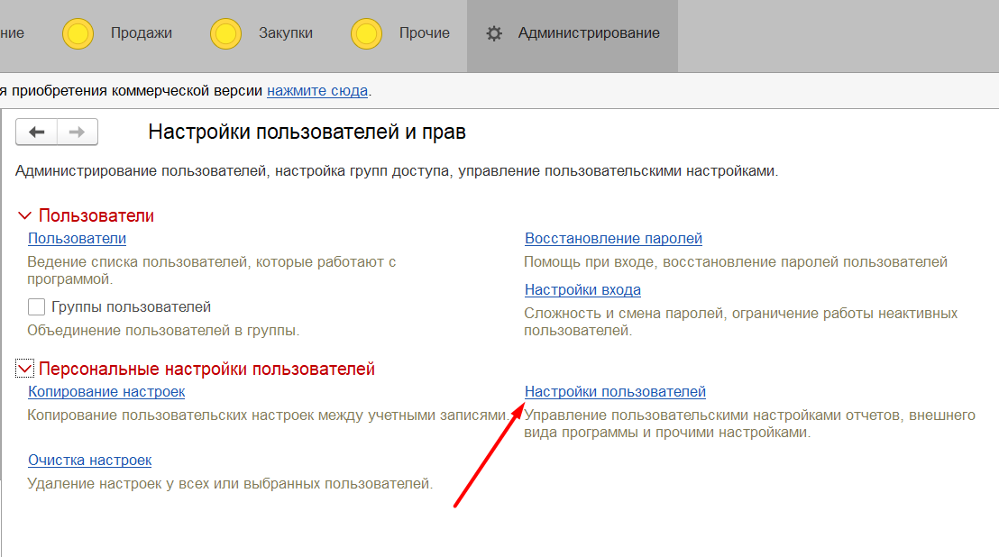 ние Продажи Закупки Прочие Администрирование
я приобретения коммерческой версии нажмите сюда.
Настройки пользователей и прав
Администрирование пользователей, настройка групп доступа, управление пользовательскими настройками.
Пользователи
Пользователи
Ведение списка пользователей, которые работают с
программой.
Группы пользователей
Объединение пользователей в группы.
Восстановление паролей
Помощь при входе, восстановление паролей пользователей
Настройки входа
Сложность и смена паролей, ограничение работы неактивных
пользователей.
Персональные настройки пользователей
Копирование настроек
Копирование пользовательских настроек между учетными записями.
Очистка настроек
Удаление настроек у всех или выбранных пользователей.
Настройки пользователей
Управление пользовательскими настройками отчетов, внешнего
вида программы и прочими настройками.